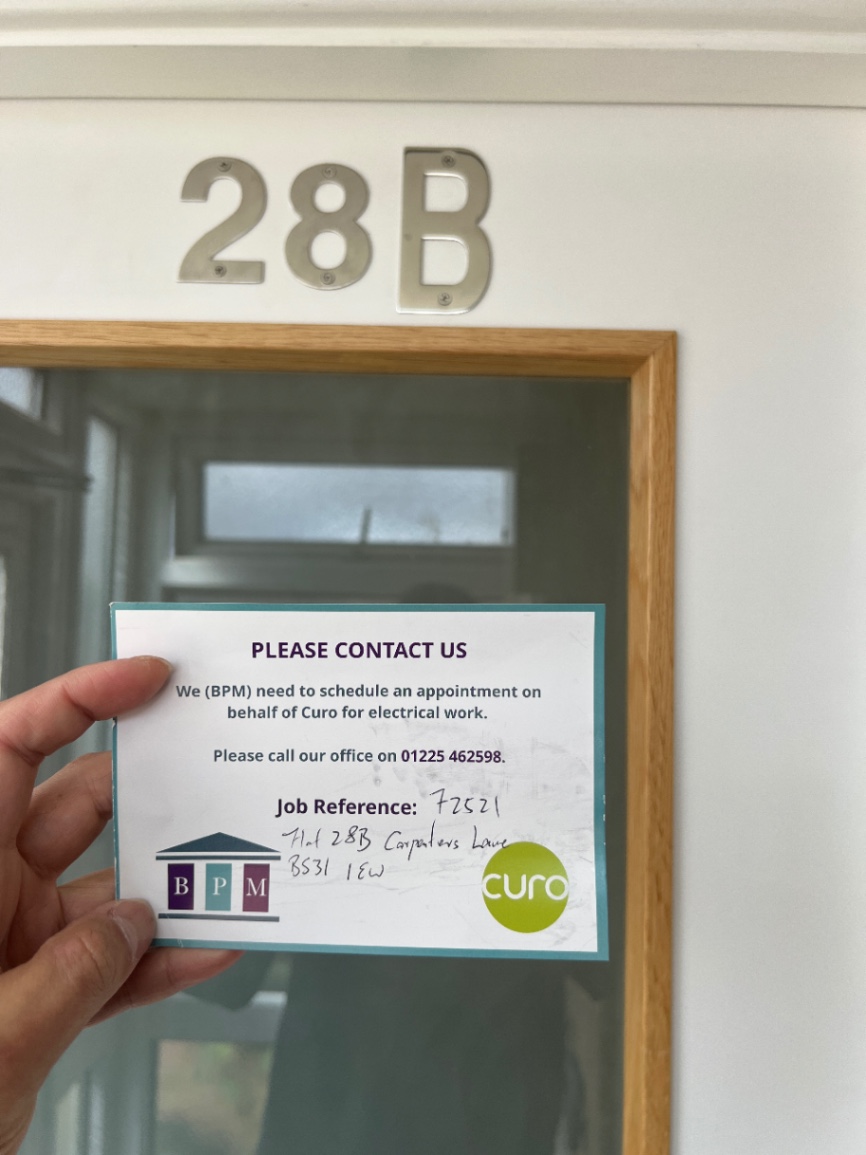 28B
PLEASE CONTACT US
We (BPM) need to schedule an appointment on
behalf of Curo for electrical work.
Please call our office on 01225 462598.
Job Reference: 72521
Flat 28B Carpenters Lane
BS31 1EW
BPM
curo